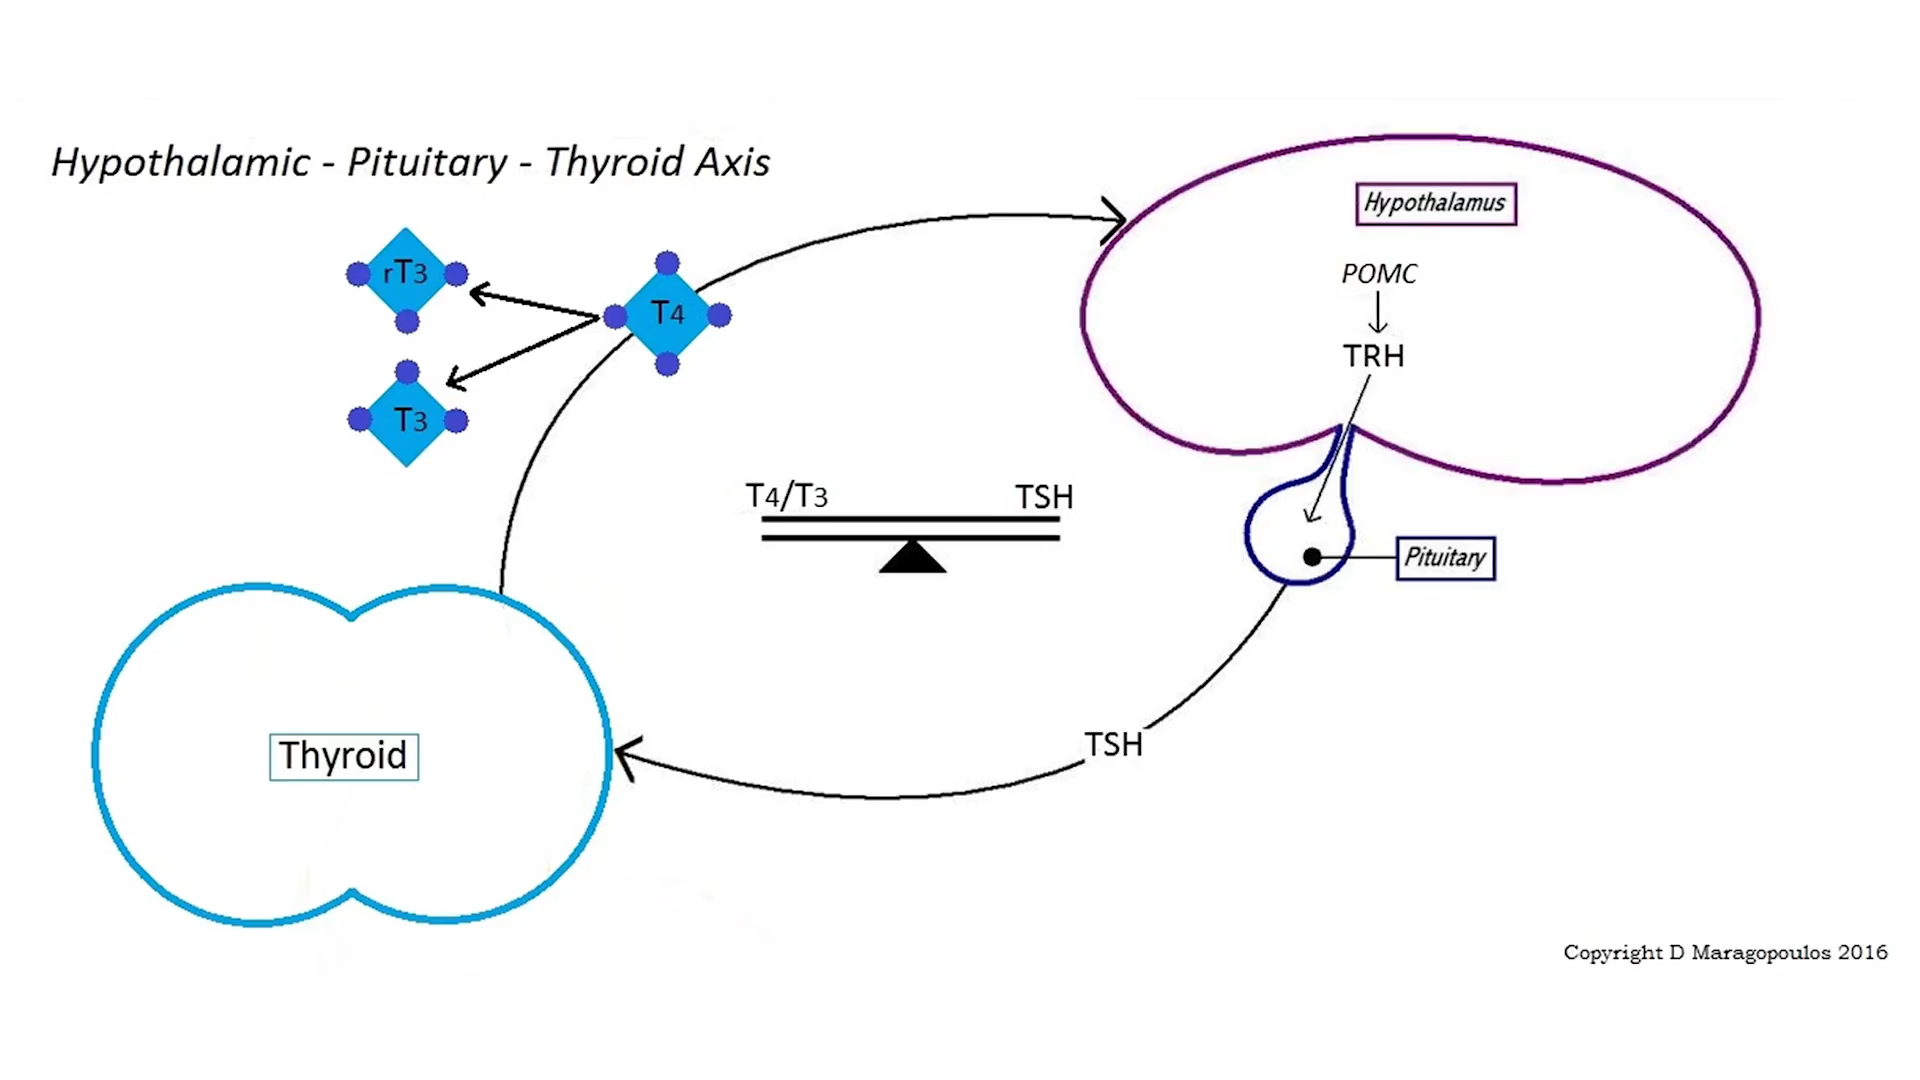 Hypothalamic - Pituitary - Thyroid Axis
Hypothalamus
rT3
T4
POMC
TRH
T3
T4/T3
TSH
Pituitary
TSH
Thyroid
Copyright D Maragopoulos 2016